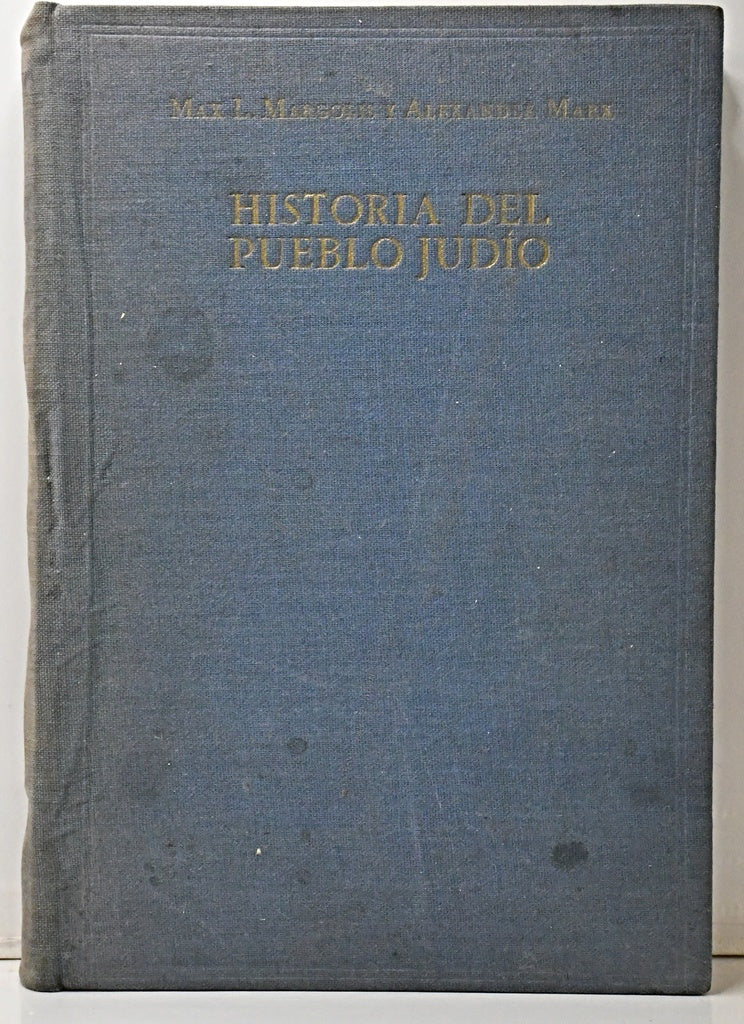 MAX L. MARGOLIS Y ALEXANDER MARX
HISTORIA DEL
PUEBLO JUDÍO